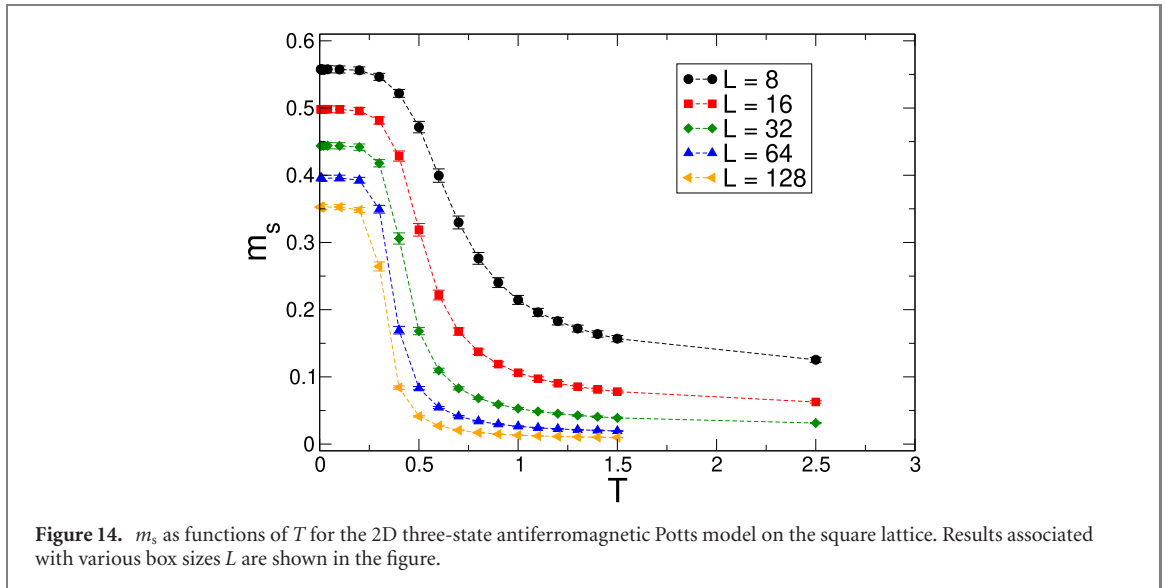 0.6
0.5
0.4
0.3
0.2
0.1
0
m_s
0
0.5
1
1.5
2
2.5
3
T
L = 8
L = 16
L = 32
L = 64
L = 128
Figure 14. m_s as functions of T for the 2D three-state antiferromagnetic Potts model on the square lattice. Results associated
with various box sizes L are shown in the figure.